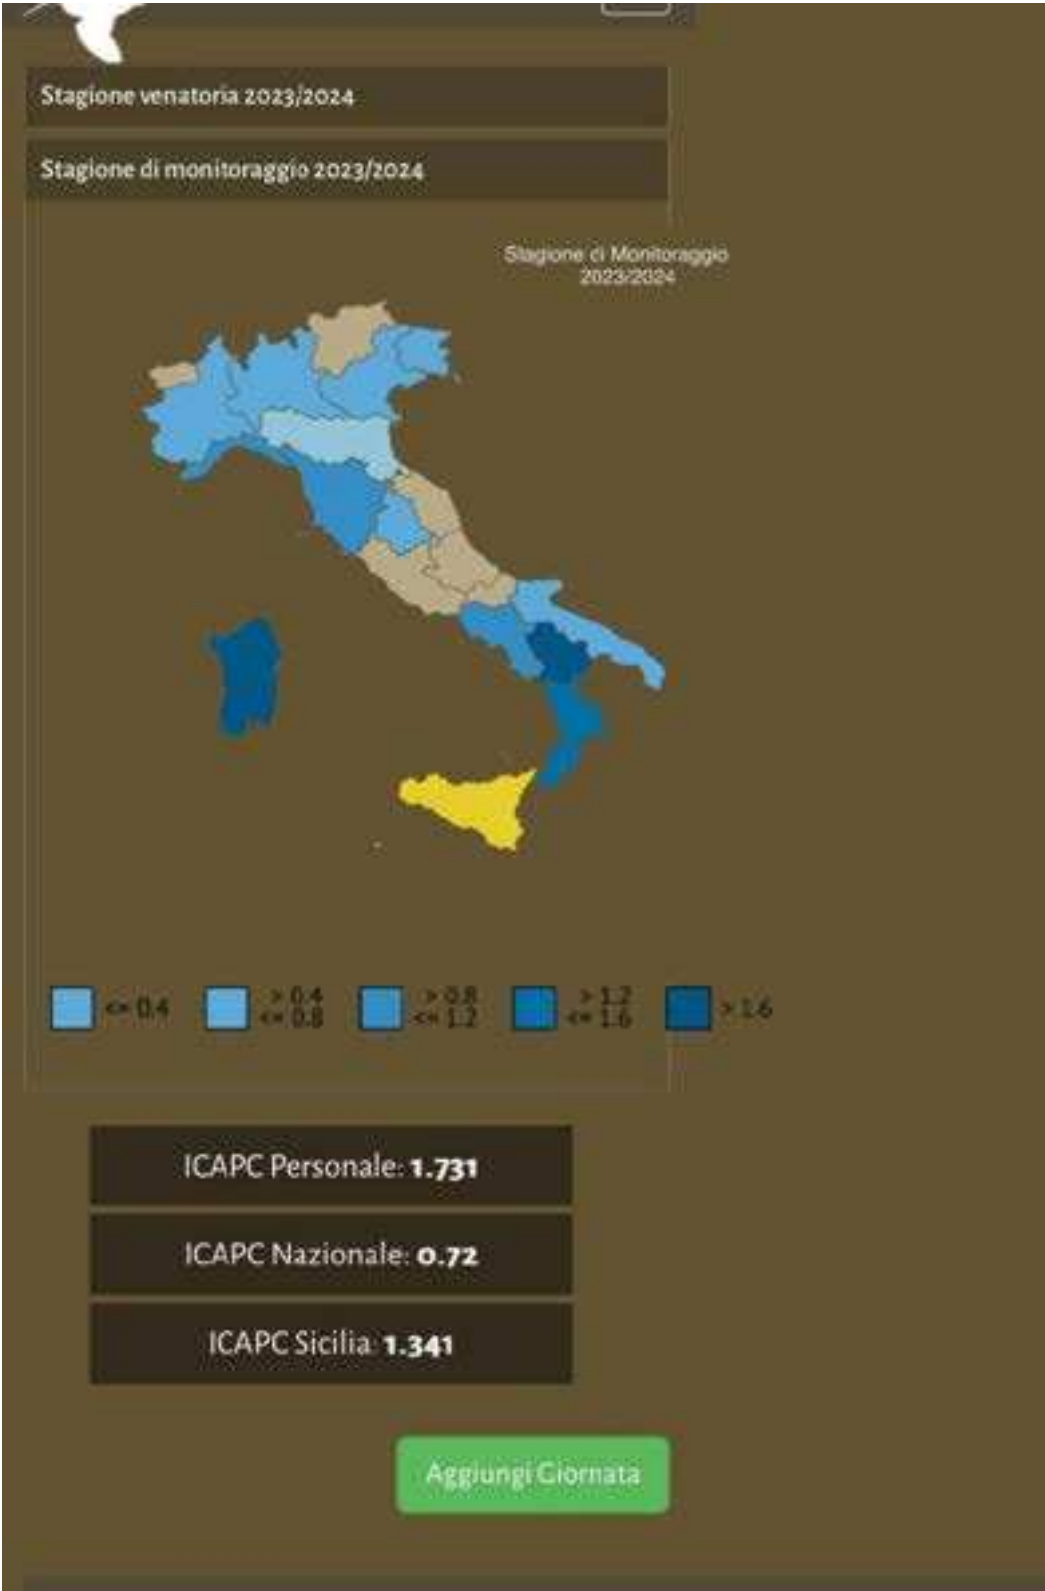 Stagione venatoria 2023/2024
Stagione di monitoraggio 2023/2024
Stagione di Monitoraggio
2023/2024
<= 0.4
> 0.4
<= 0.8
> 0.8
<= 1.2
> 1.2
<= 1.6
> 1.6
ICAPC Personale: 1.731
ICAPC Nazionale: 0.72
ICAPC Sicilia: 1.341
Aggiungi Giornata